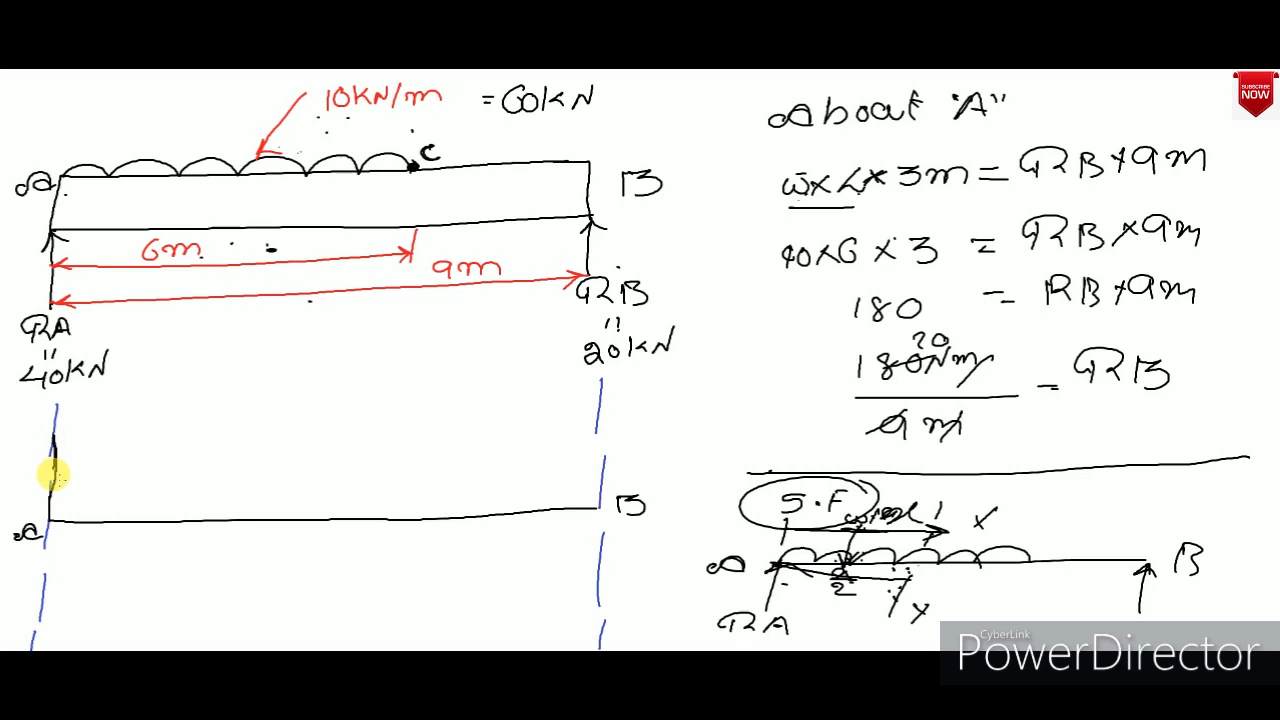 10KN/m = 60KN
C
A B
6m
9m
RA RB
" "
40KN 20KN
A B
About "A"
w×L×3m = RB×9m
10×6×3 = RB×9m
180 = RB×9m
20
180Nm
9m
= RB
S.F
X
A B
2
RA
X
SUBSCRIBE
NOW
CyberLink
PowerDirector